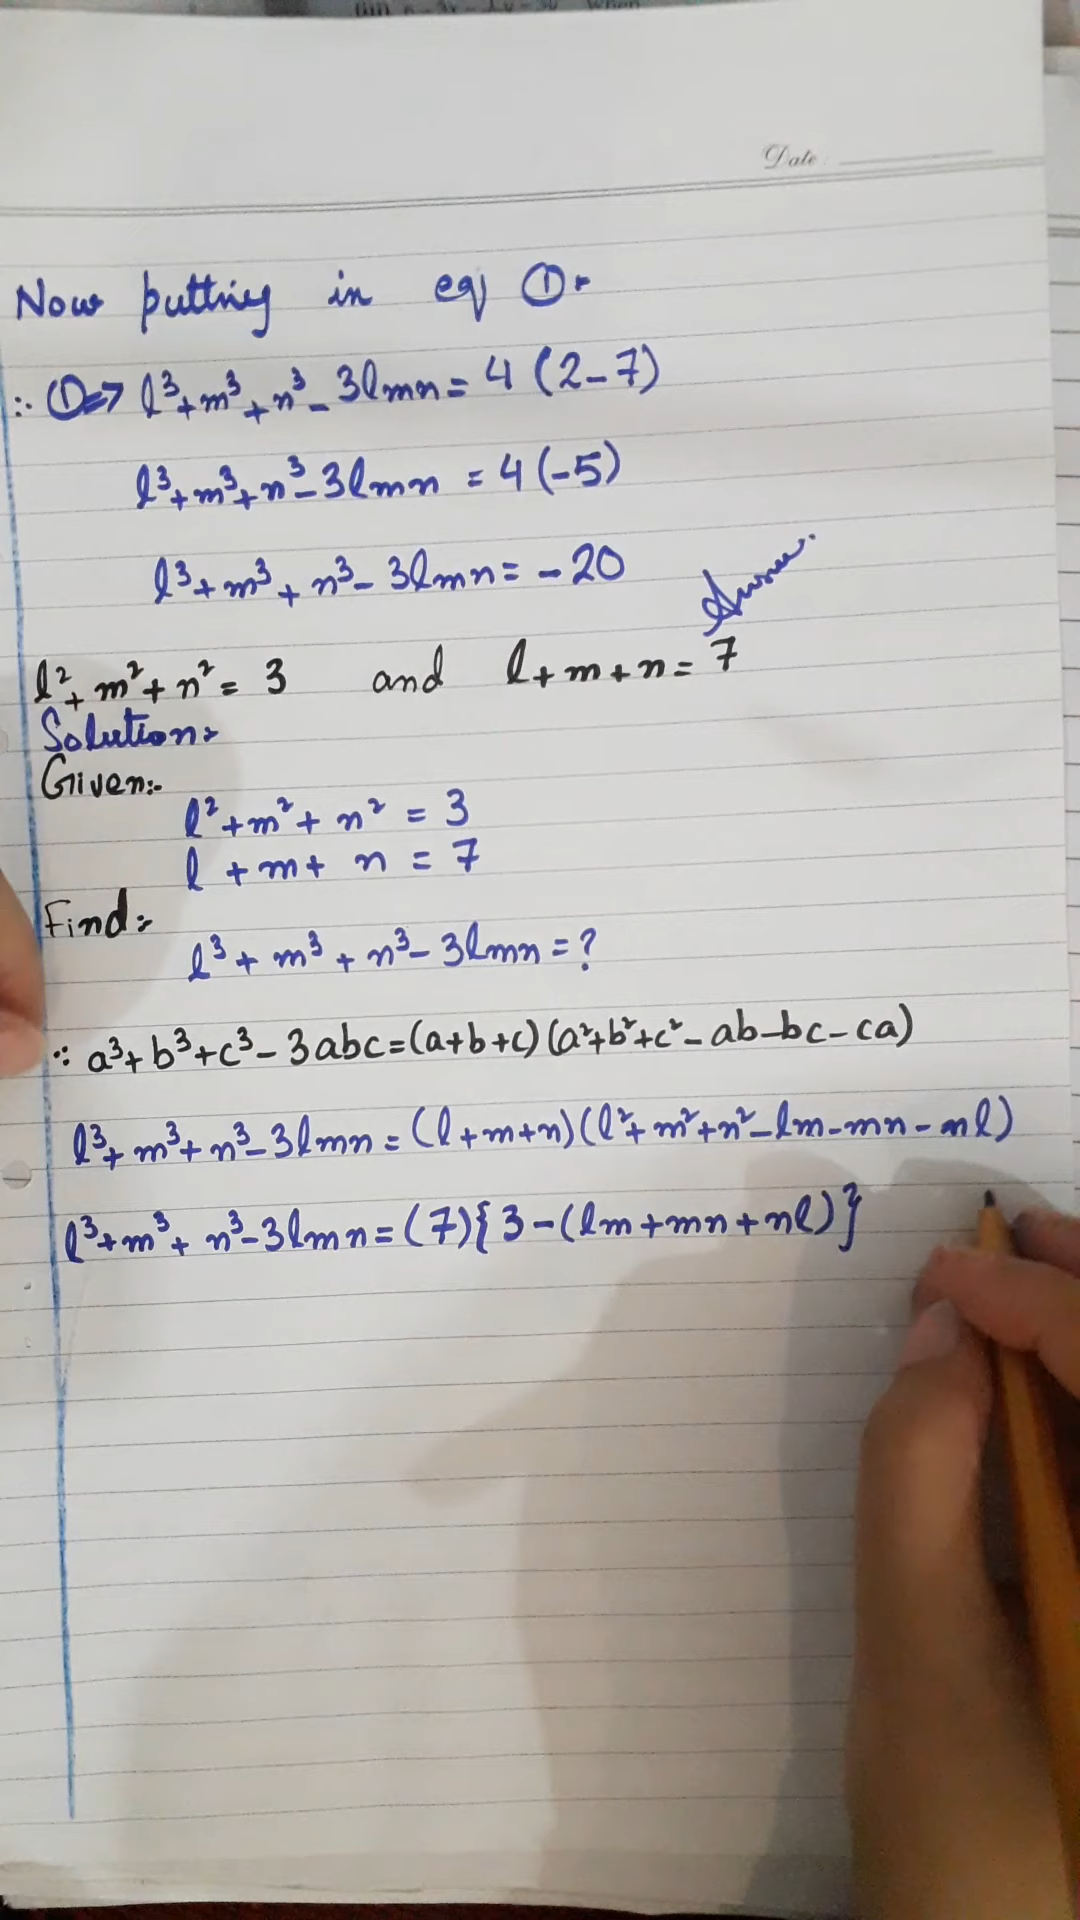 Date :
Now putting in eq ①:-
∴ ①=> l³+m³+n³-3lmn=4(2-7)
l³+m³+n³-3lmn=4(-5)
l³+m³+n³-3lmn=-20 Answer.
l²+m²+n²=3 and l+m+n=7
Solution:-
Given:-
l²+m²+n²=3
l+m+n=7
Find:-
l³+m³+n³-3lmn=?
∵ a³+b³+c³-3abc=(a+b+c)(a²+b²+c²-ab-bc-ca)
l³+m³+n³-3lmn=(l+m+n)(l²+m²+n²-lm-mn-nl)
l³+m³+n³-3lmn=(7){3-(lm+mn+nl)}